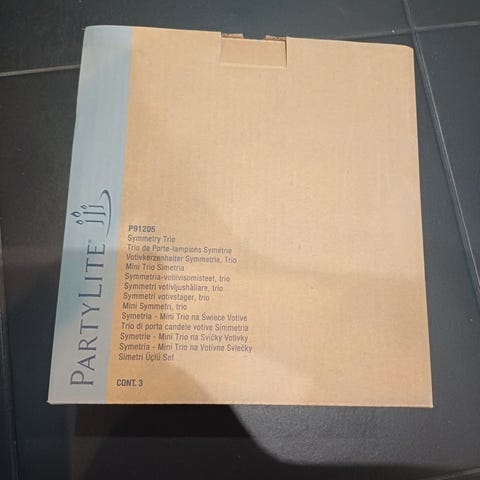 PARTYLITE®
P91205
Symmetry Trio
Trio de Porte-lampions Symétrie
Votivkerzenhalter Symmetrie, Trio
Mini Trio Simetria
Symmetria-votiivisomisteet, trio
Symmetri votivljushållare, trio
Symmetri votivstager, trio
Mini Symmetri, trio
Symetria - Mini Trio na Świece Votive
Trio di porta candele votive Simmetria
Symetrie - Mini Trio na Svíčky Votivky
Symetria - Mini Trio na Votívne Sviečky
Simetri Üçlü Set
CONT. 3